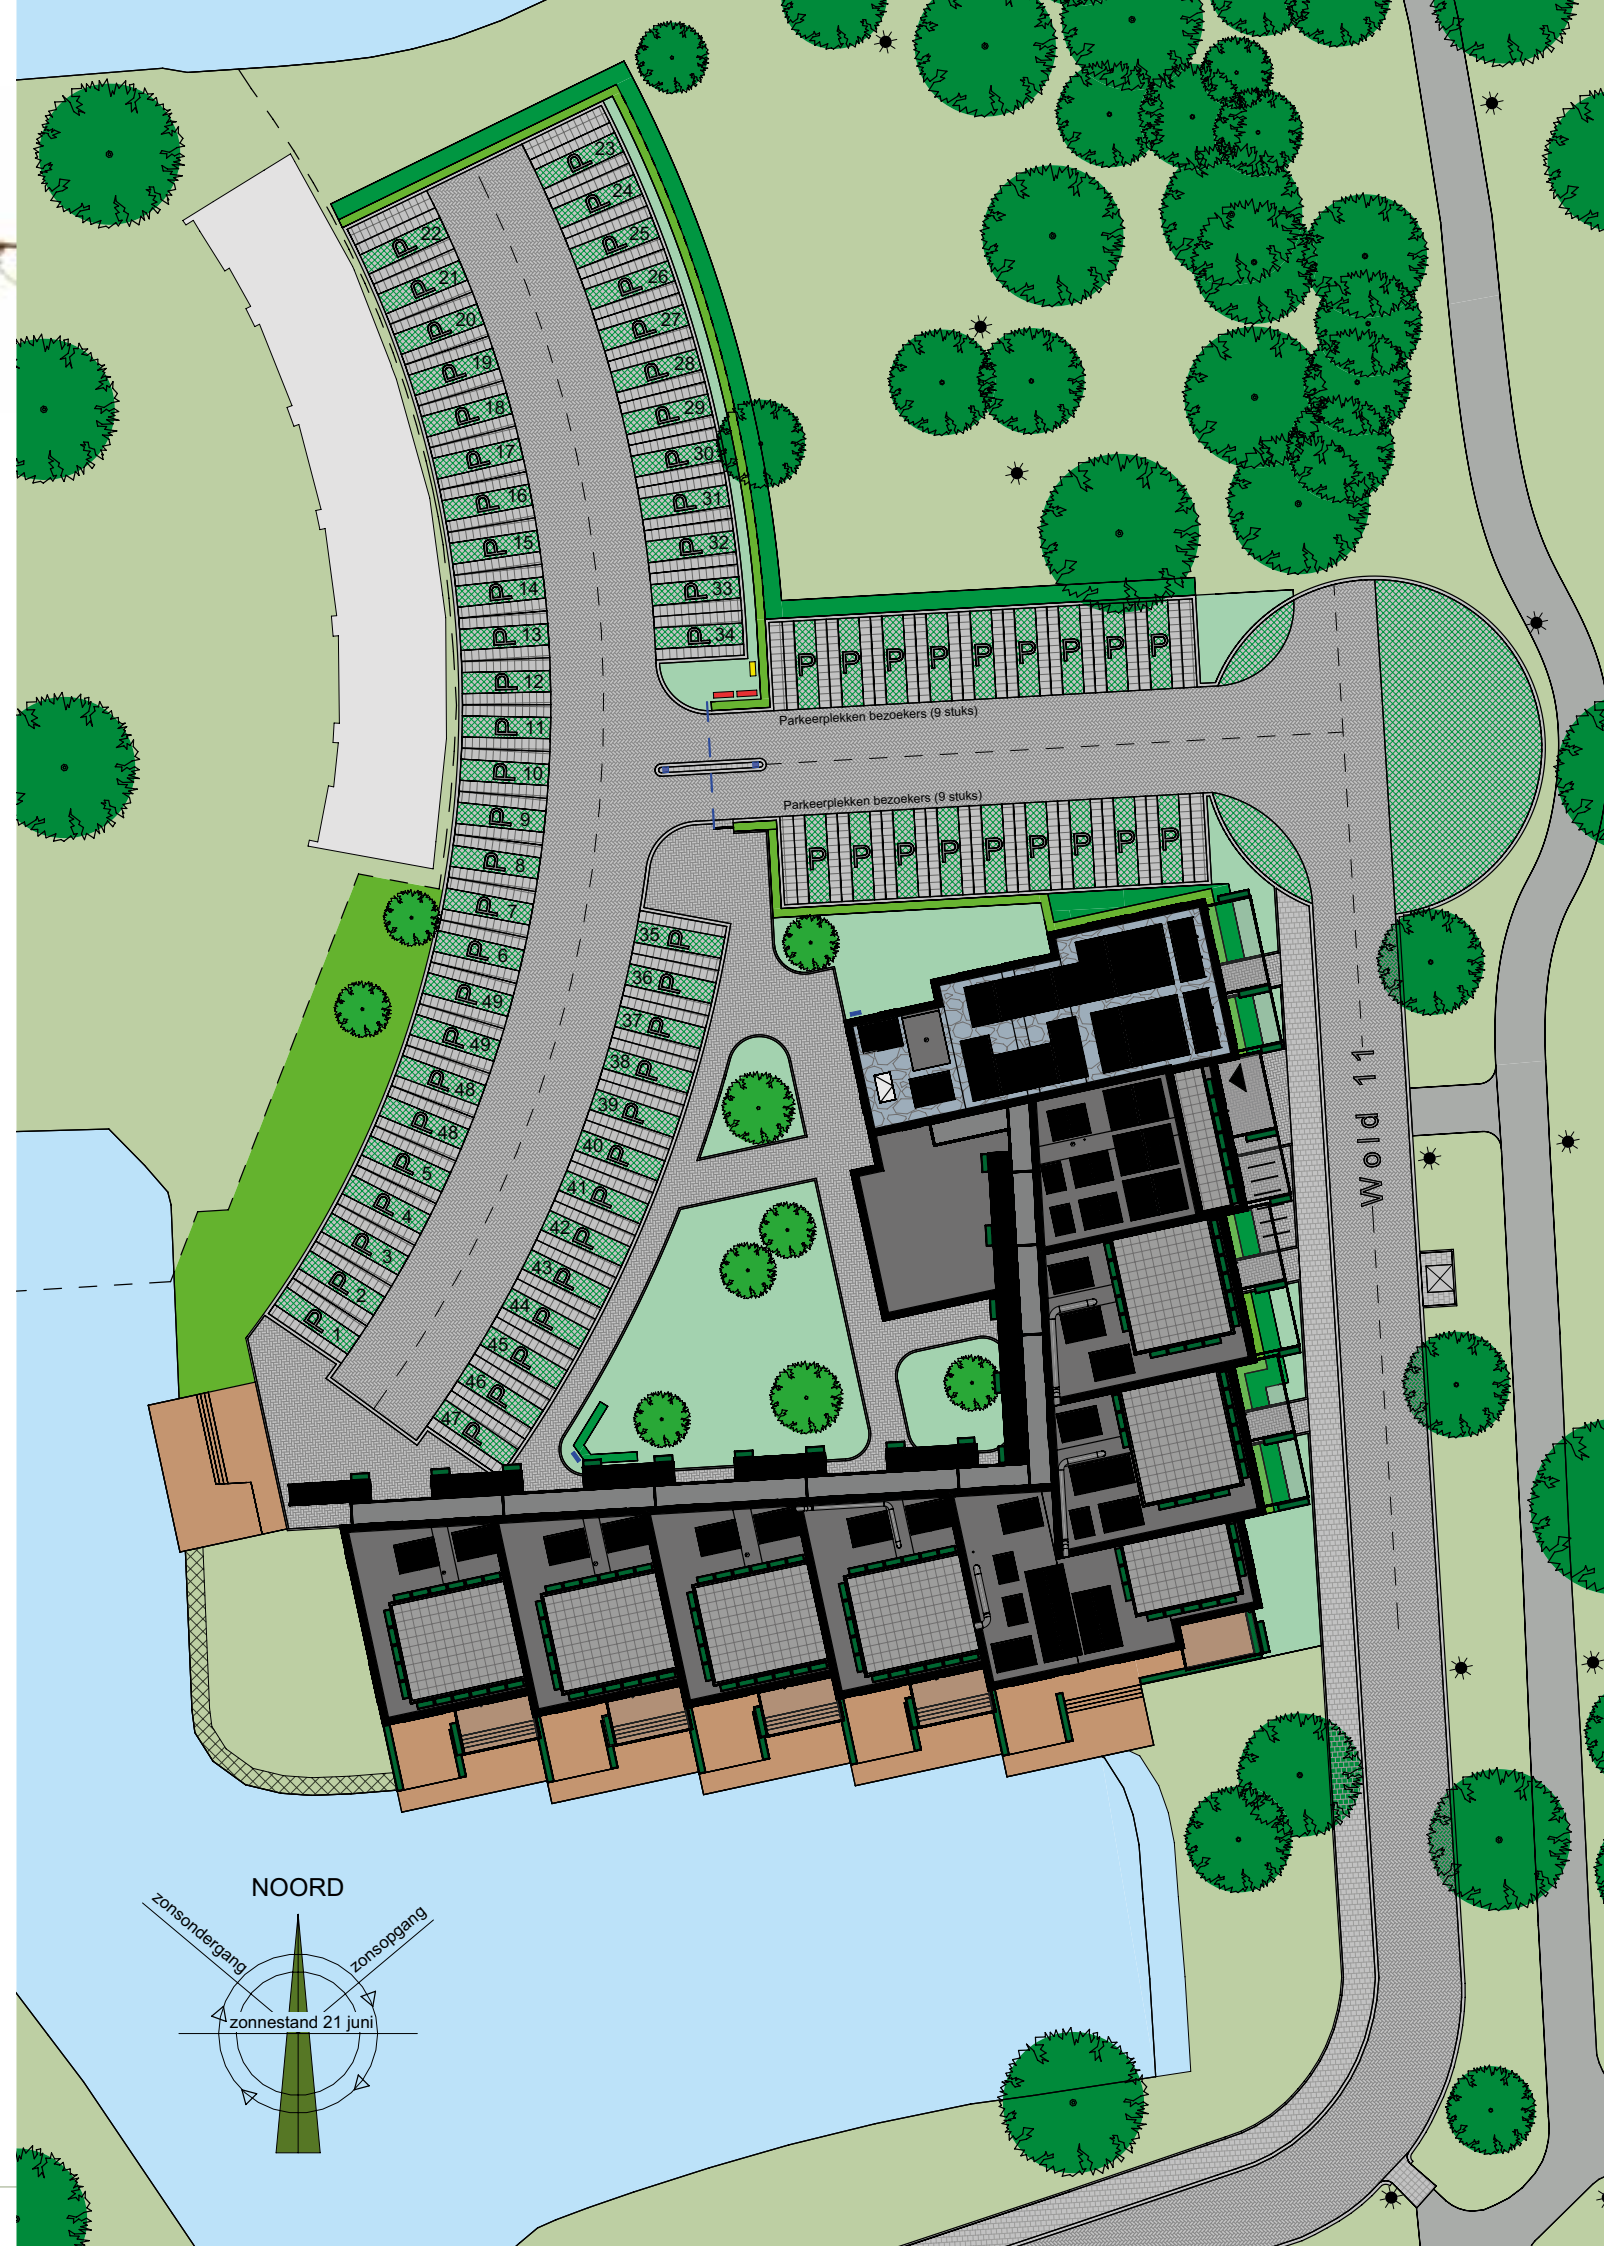 P 23
P 24
P 25
P 26
P 27
P 28
P 29
P 30
P 31
P 32
P 33
P 34
P 22
P 21
P 20
P 19
P 18
P 17
P 16
P 15
P 14
P 13
P 12
P 11
P 10
P 9
P 8
P 7
P 6
P 49
P 49
P 48
P 48
P 5
P 4
P 3
P 2
P 1
P P P P P P P P P
Parkeerplekken bezoekers (9 stuks)
Parkeerplekken bezoekers (9 stuks)
P P P P P P P P P
35 P
36 P
37 P
38 P
39 P
40 P
41 P
42 P
43 P
44 P
45 P
46 P
47 P
Wold 11
NOORD
zonsondergang
zonsopgang
zonnestand 21 juni